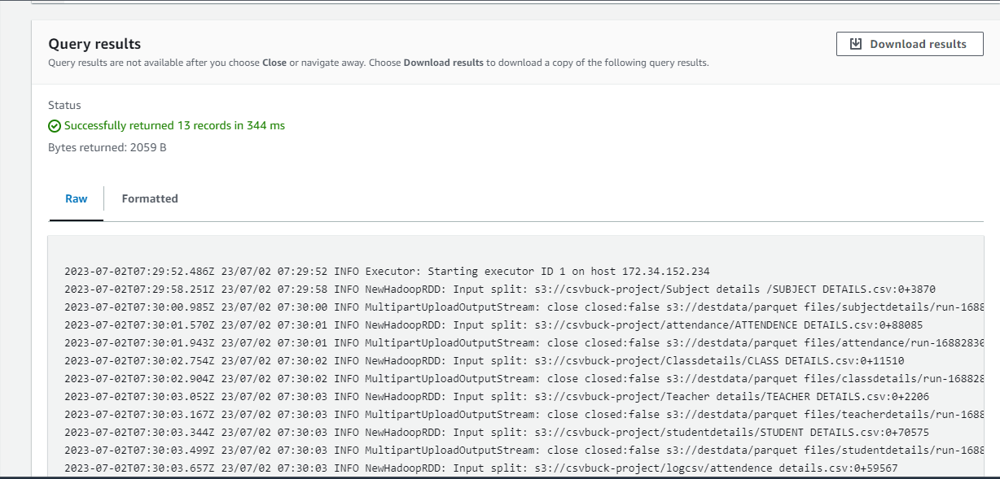 Query results
Download results
Query results are not available after you choose Close or navigate away. Choose Download results to download a copy of the following query results.
Status
Successfully returned 13 records in 344 ms
Bytes returned: 2059 B
Raw
Formatted
2023-07-02T07:29:52.486Z 23/07/02 07:29:52 INFO Executor: Starting executor ID 1 on host 172.34.152.234
2023-07-02T07:29:58.251Z 23/07/02 07:29:58 INFO NewHadoopRDD: Input split: s3://csvbuck-project/Subject details /SUBJECT DETAILS.csv:0+3870
2023-07-02T07:30:00.985Z 23/07/02 07:30:00 INFO MultipartUploadOutputStream: close closed:false s3://destdata/parquet files/subjectdetails/run-1688
2023-07-02T07:30:01.570Z 23/07/02 07:30:01 INFO NewHadoopRDD: Input split: s3://csvbuck-project/attendance/ATTENDENCE DETAILS.csv:0+88085
2023-07-02T07:30:01.943Z 23/07/02 07:30:01 INFO MultipartUploadOutputStream: close closed:false s3://destdata/parquet files/attendance/run-16882830
2023-07-02T07:30:02.754Z 23/07/02 07:30:02 INFO NewHadoopRDD: Input split: s3://csvbuck-project/Classdetails/CLASS DETAILS.csv:0+11510
2023-07-02T07:30:02.904Z 23/07/02 07:30:02 INFO MultipartUploadOutputStream: close closed:false s3://destdata/parquet files/classdetails/run-168828
2023-07-02T07:30:03.052Z 23/07/02 07:30:03 INFO NewHadoopRDD: Input split: s3://csvbuck-project/Teacher details/TEACHER DETAILS.csv:0+2206
2023-07-02T07:30:03.167Z 23/07/02 07:30:03 INFO MultipartUploadOutputStream: close closed:false s3://destdata/parquet files/teacherdetails/run-1688
2023-07-02T07:30:03.344Z 23/07/02 07:30:03 INFO NewHadoopRDD: Input split: s3://csvbuck-project/studentdetails/STUDENT DETAILS.csv:0+70575
2023-07-02T07:30:03.499Z 23/07/02 07:30:03 INFO MultipartUploadOutputStream: close closed:false s3://destdata/parquet files/studentdetails/run-1688
2023-07-02T07:30:03.657Z 23/07/02 07:30:03 INFO NewHadoopRDD: Input split: s3://csvbuck-project/logcsv/attendence details.csv:0+59567